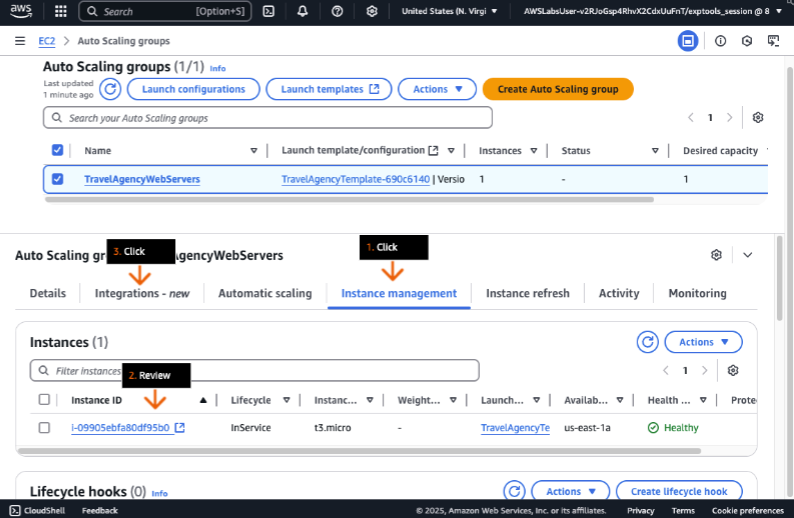 aws
Search [Option+S] United States (N. Virgi AWSLabsUser-v2RJoGsp4RhvX2CdxUuFnT/exptools_session @ 8
EC2 > Auto Scaling groups
Auto Scaling groups (1/1) Info
Last updated
1 minute ago
Launch configurations Launch templates Actions Create Auto Scaling group
Search your Auto Scaling groups 1
Name Launch template/configuration Instances Status Desired capacity
TravelAgencyWebServers TravelAgencyTemplate-690c6140 | Versio 1 - 1
3. Click 1. Click
Auto Scaling gr gencyWebServers
Details Integrations - new Automatic scaling Instance management Instance refresh Activity Monitoring
Instances (1) Actions
Filter instances 1
2. Review
Instance ID Lifecycle Instanc... Weight... Launch... Availab... Health ... Prote
i-09905ebfa80df95b0 InService t3.micro - TravelAgencyTe us-east-1a Healthy
Lifecycle hooks (0) Info Actions Create lifecycle hook
CloudShell Feedback © 2025, Amazon Web Services, Inc. or its affiliates. Privacy Terms Cookie preferences